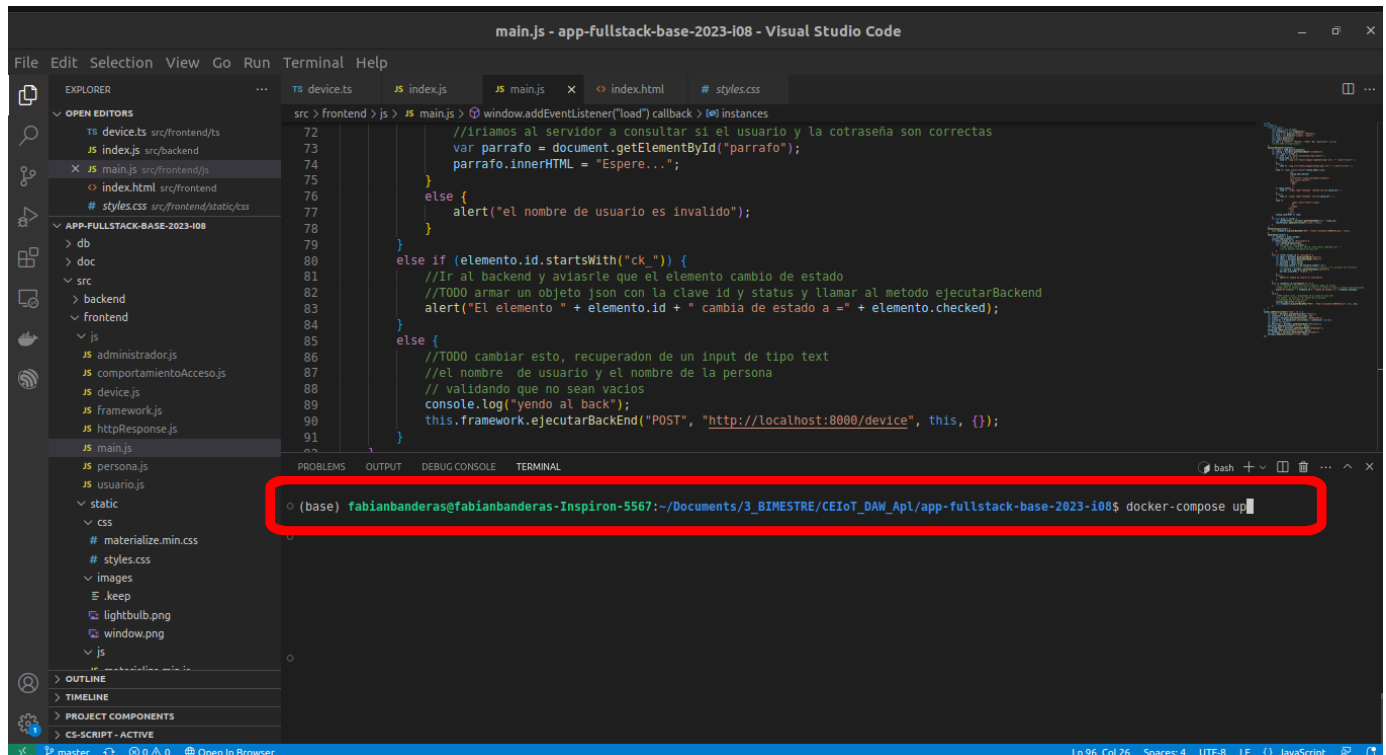 main.js - app-fullstack-base-2023-i08 - Visual Studio Code
File Edit Selection View Go Run Terminal Help
EXPLORER
TS device.ts
JS index.js
JS main.js
index.html
# styles.css
OPEN EDITORS
TS device.ts src/frontend/ts
JS index.js src/backend
JS main.js src/frontend/js
index.html src/frontend
# styles.css src/frontend/static/css
APP-FULLSTACK-BASE-2023-I08
db
doc
src
backend
frontend
js
JS administrador.js
JS comportamientoAcceso.js
JS device.js
JS framework.js
JS httpResponse.js
JS main.js
JS persona.js
JS usuario.js
static
css
# materialize.min.css
# styles.css
images
.keep
lightbulb.png
window.png
js
OUTLINE
TIMELINE
PROJECT COMPONENTS
CS-SCRIPT - ACTIVE
src > frontend > js > JS main.js > window.addEventListener("load") callback > instances
72 //iriamos al servidor a consultar si el usuario y la cotraseña son correctas
73 var parrafo = document.getElementById("parrafo");
74 parrafo.innerHTML = "Espere...";
75 }
76 else {
77 alert("el nombre de usuario es invalido");
78 }
79 }
80 else if (elemento.id.startsWith("ck_")) {
81 //Ir al backend y aviasrle que el elemento cambio de estado
82 //TODO armar un objeto json con la clave id y status y llamar al metodo ejecutarBackend
83 alert("El elemento " + elemento.id + " cambia de estado a =" + elemento.checked);
84 }
85 else {
86 //TODO cambiar esto, recuperadon de un input de tipo text
87 //el nombre  de usuario y el nombre de la persona
88 // validando que no sean vacios
89 console.log("yendo al back");
90 this.framework.ejecutarBackEnd("POST", "http://localhost:8000/device", this, {});
91 }
PROBLEMS OUTPUT DEBUG CONSOLE TERMINAL
bash
(base) fabianbanderas@fabianbanderas-Inspiron-5567:~/Documents/3_BIMESTRE/CEIoT_DAW_Apl/app-fullstack-base-2023-i08$ docker-compose up
master 0 0 Open In Browser
Ln 96, Col 26 Spaces: 4 UTF-8 LF {} JavaScript